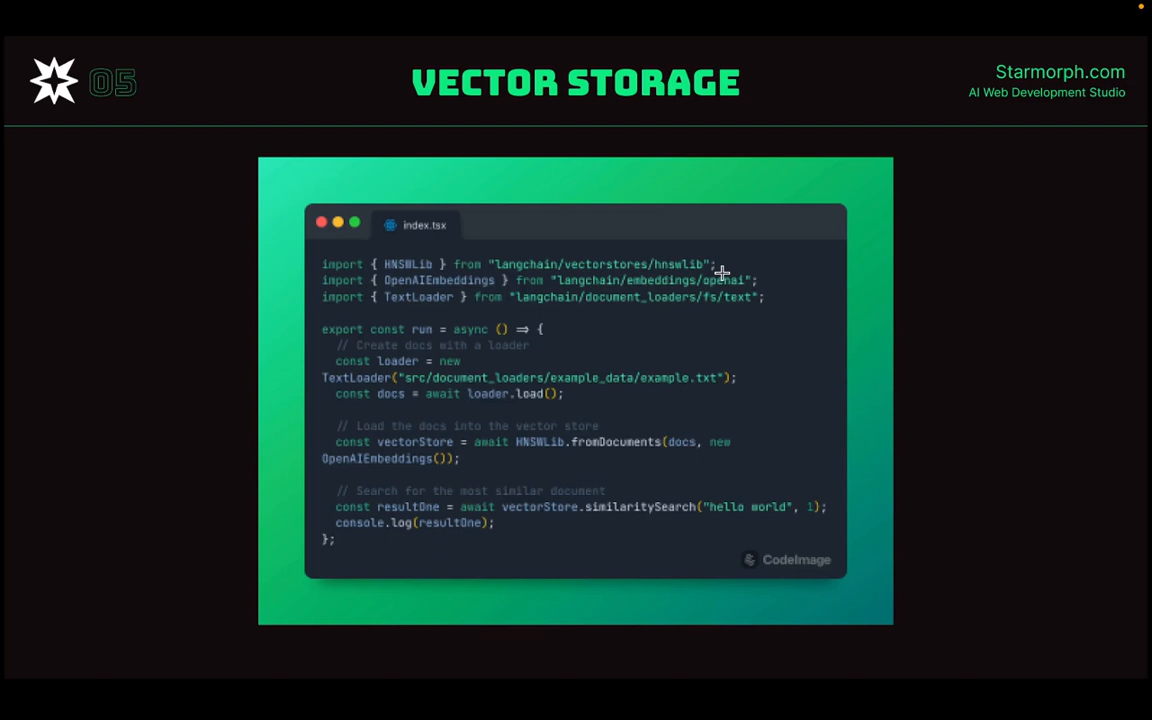 05
VECTOR STORAGE
Starmorph.com
AI Web Development Studio
index.tsx
import { HNSWLib } from "langchain/vectorstores/hnswlib";
import { OpenAIEmbeddings } from "langchain/embeddings/openai";
import { TextLoader } from "langchain/document_loaders/fs/text";
export const run = async () => {
// Create docs with a loader
const loader = new
TextLoader("src/document_loaders/example_data/example.txt");
const docs = await loader.load();
// Load the docs into the vector store
const vectorStore = await HNSWLib.fromDocuments(docs, new
OpenAIEmbeddings());
// Search for the most similar document
const resultOne = await vectorStore.similaritySearch("hello world", 1);
console.log(resultOne);
};
CodeImage